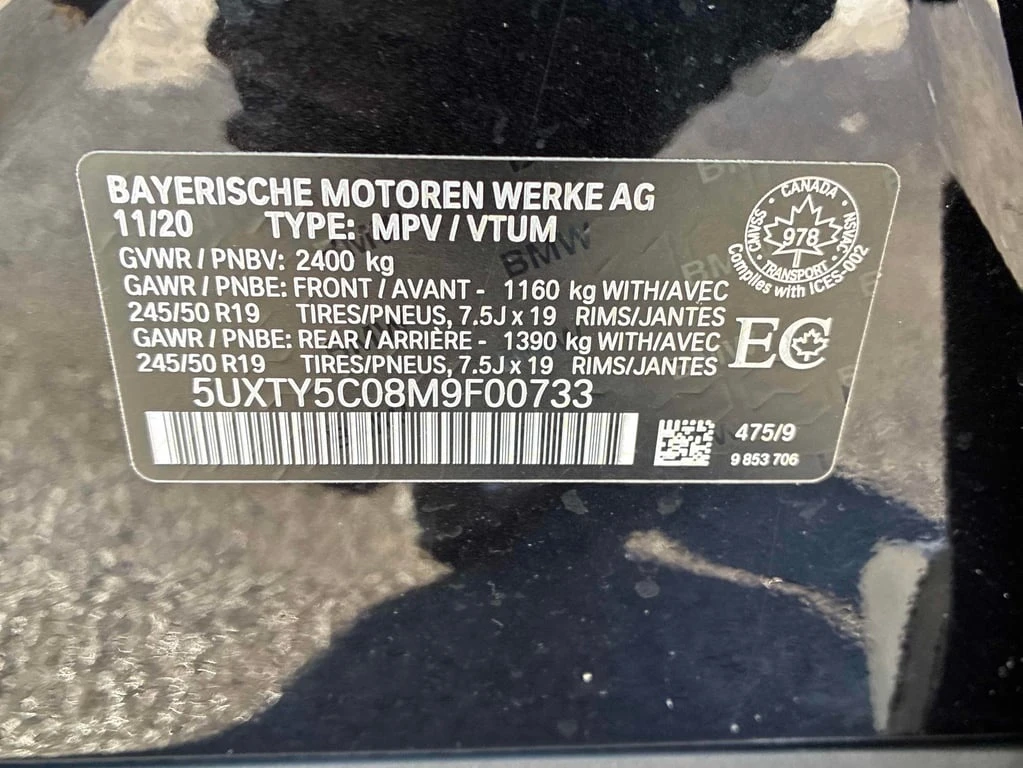 BAYERISCHE MOTOREN WERKE AG
11/20 TYPE: MPV / VTUM
GVWR / PNBV: 2400 kg
GAWR / PNBE: FRONT / AVANT - 1160 kg WITH/AVEC
245/50 R19 TIRES/PNEUS, 7.5J x 19 RIMS/JANTES
GAWR / PNBE: REAR / ARRIÈRE - 1390 kg WITH/AVEC
245/50 R19 TIRES/PNEUS, 7.5J x 19 RIMS/JANTES
5UXTY5C08M9F00733
CANADA
CMVSS
978
NSVAC
TRANSPORT
Complies with ICES-002
EC
475/9
9 853 706
BMW